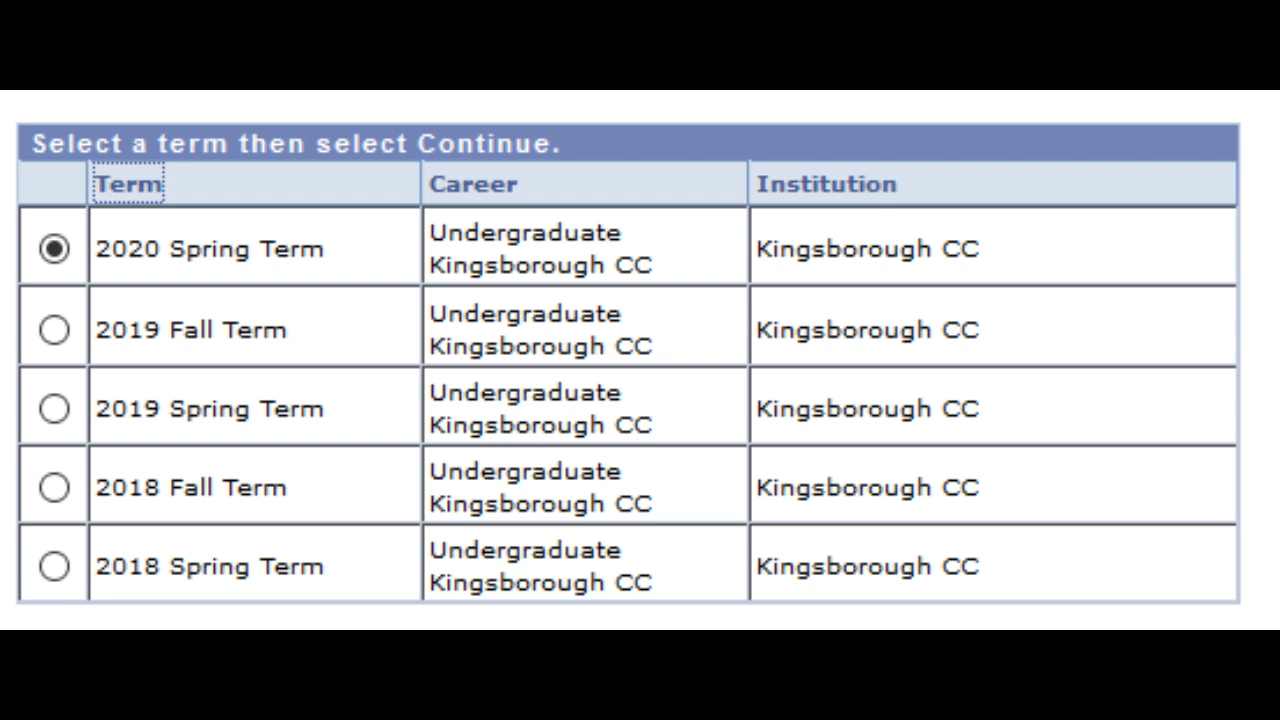 Select a term then select Continue.
Term Career Institution
2020 Spring Term Undergraduate Kingsborough CC Kingsborough CC
2019 Fall Term Undergraduate Kingsborough CC Kingsborough CC
2019 Spring Term Undergraduate Kingsborough CC Kingsborough CC
2018 Fall Term Undergraduate Kingsborough CC Kingsborough CC
2018 Spring Term Undergraduate Kingsborough CC Kingsborough CC